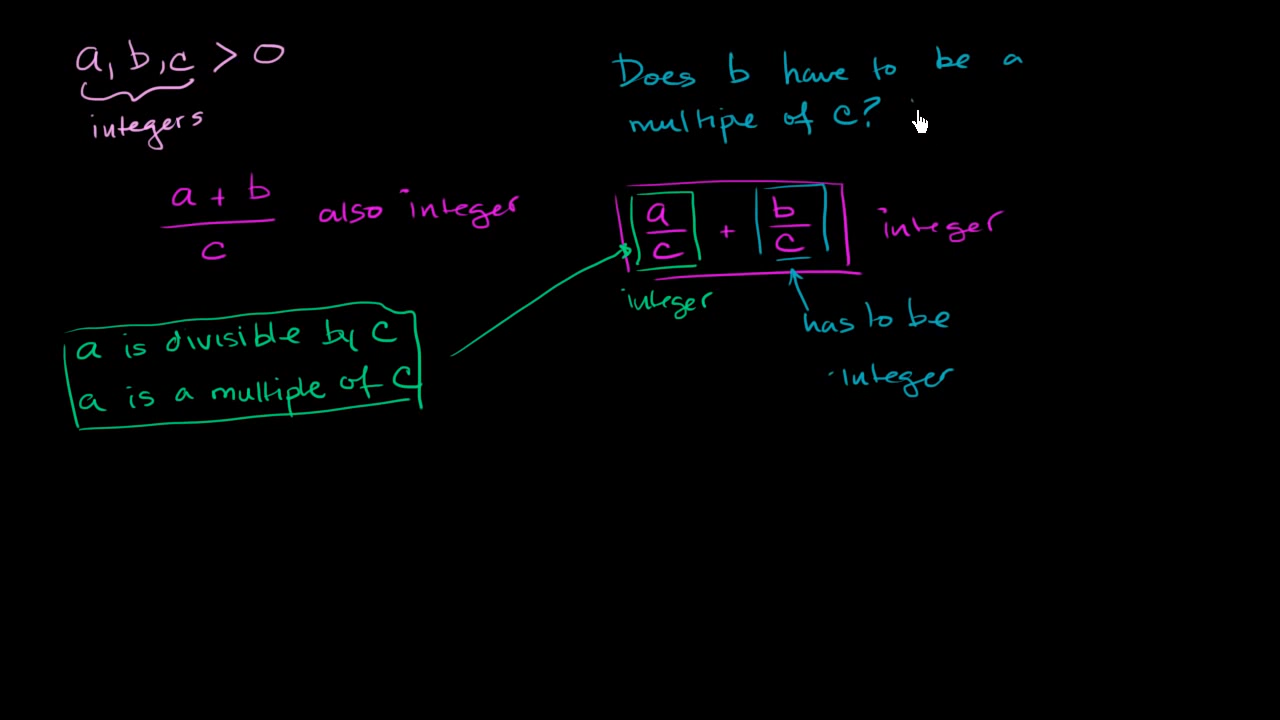 a, b, c > 0
integers
a + b
c
also integer
a is divisible by c
a is a multiple of c
Does b have to be a
multiple of c?
a
c
+
b
c
integer
integer
has to be
integer